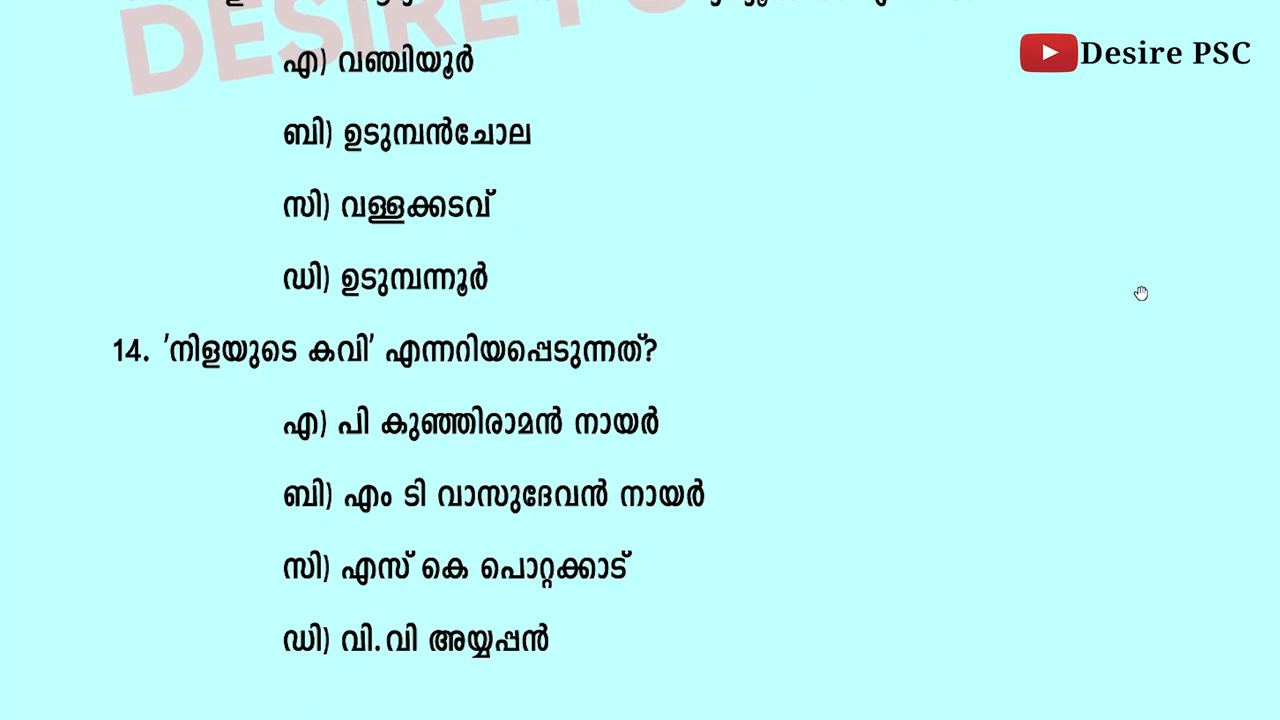 DESIRE
Desire PSC
എ) വഞ്ചിയൂർ
ബി) ഉടുമ്പൻചോല
സി) വള്ളക്കടവ്
ഡി) ഉടുമ്പന്നൂർ
14. 'നിളയുടെ കവി' എന്നറിയപ്പെടുന്നത്?
എ) പി കുഞ്ഞിരാമൻ നായർ
ബി) എം ടി വാസുദേവൻ നായർ
സി) എസ് കെ പൊറ്റക്കാട്
ഡി) വി.വി അയ്യപ്പൻ